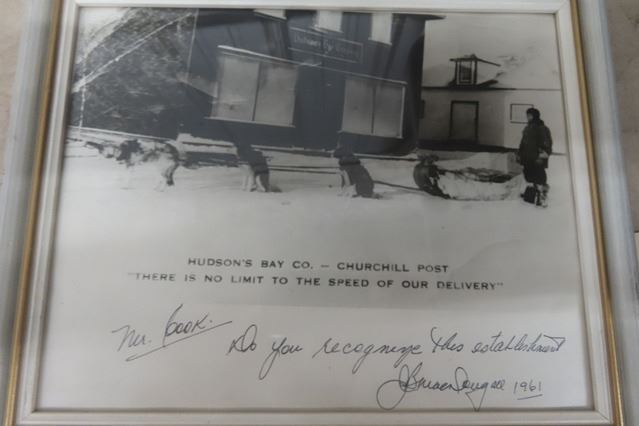 HUDSON'S BAY CO. — CHURCHILL POST
"THERE IS NO LIMIT TO THE SPEED OF OUR DELIVERY"
Mr. Cook.
Do you recognize this establishment
J B MacDougall 1961